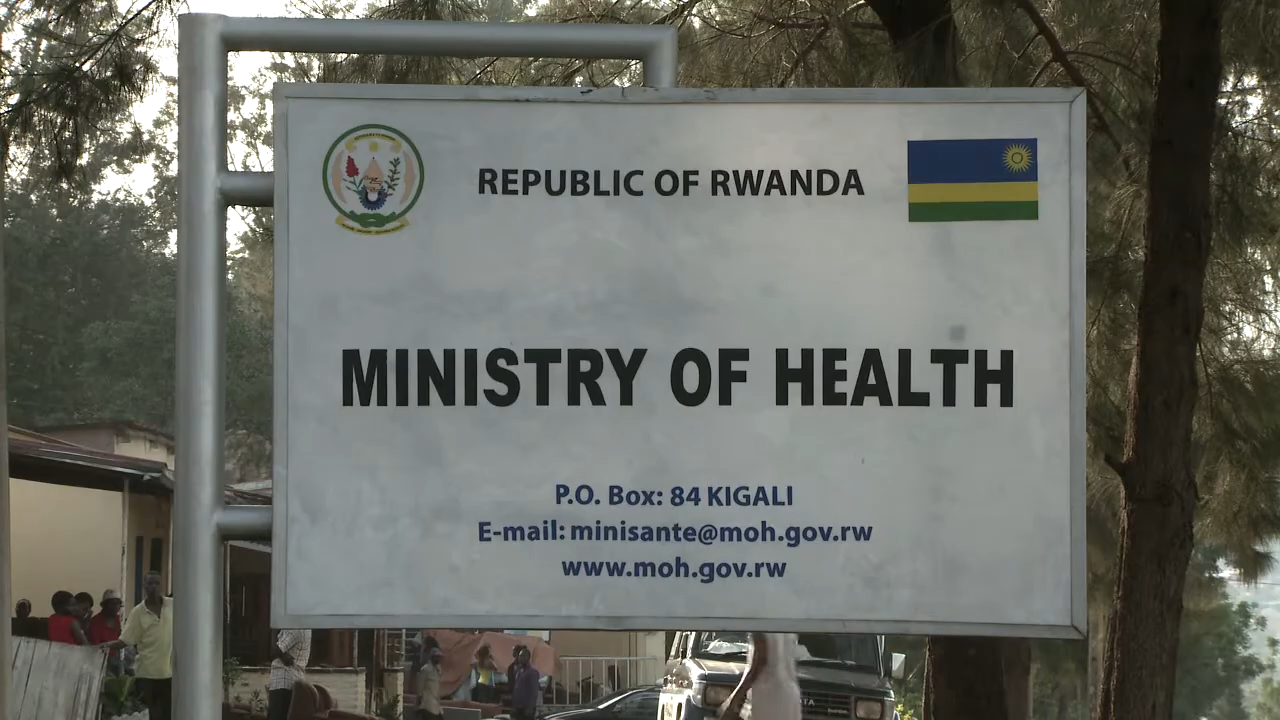 REPUBLIC OF RWANDA
MINISTRY OF HEALTH
P.O. Box: 84 KIGALI
E-mail: minisante@moh.gov.rw
www.moh.gov.rw